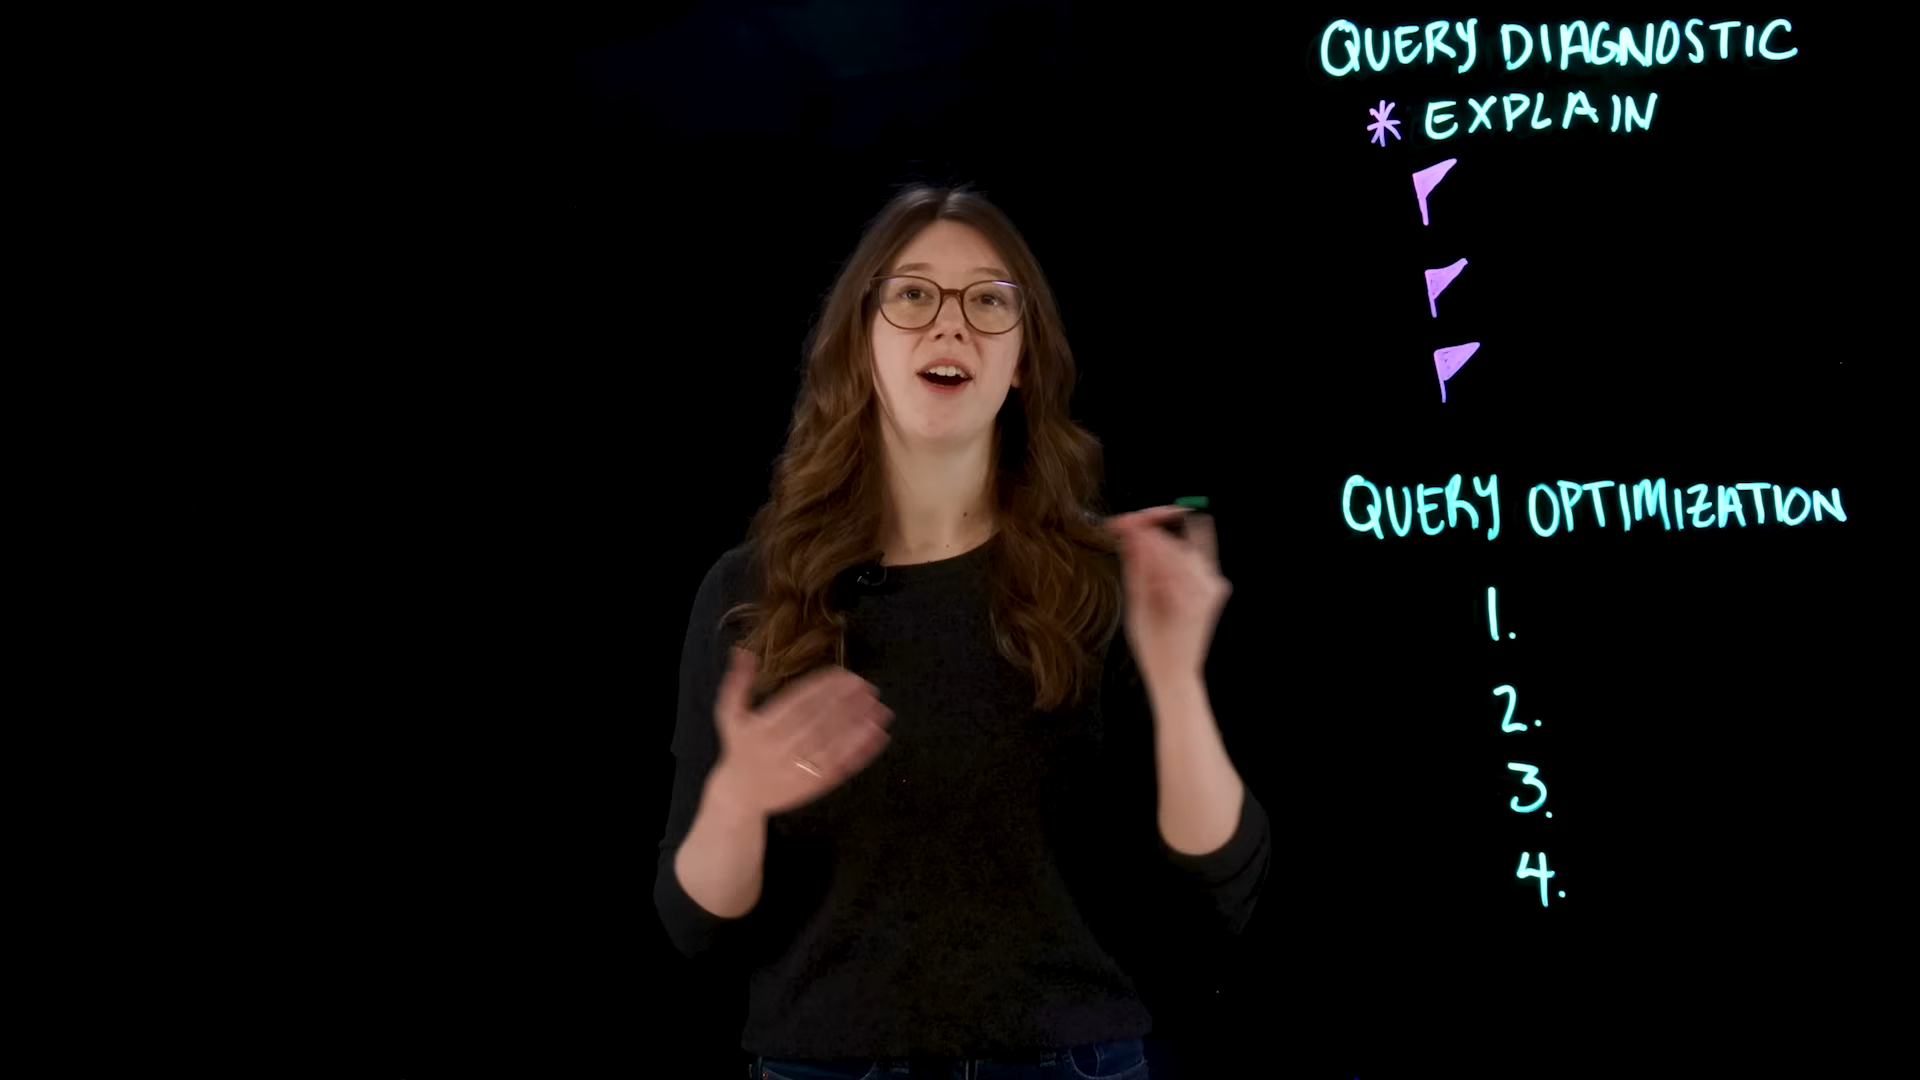 QUERY DIAGNOSTIC
* EXPLAIN
QUERY OPTIMIZATION
1.
2.
3.
4.